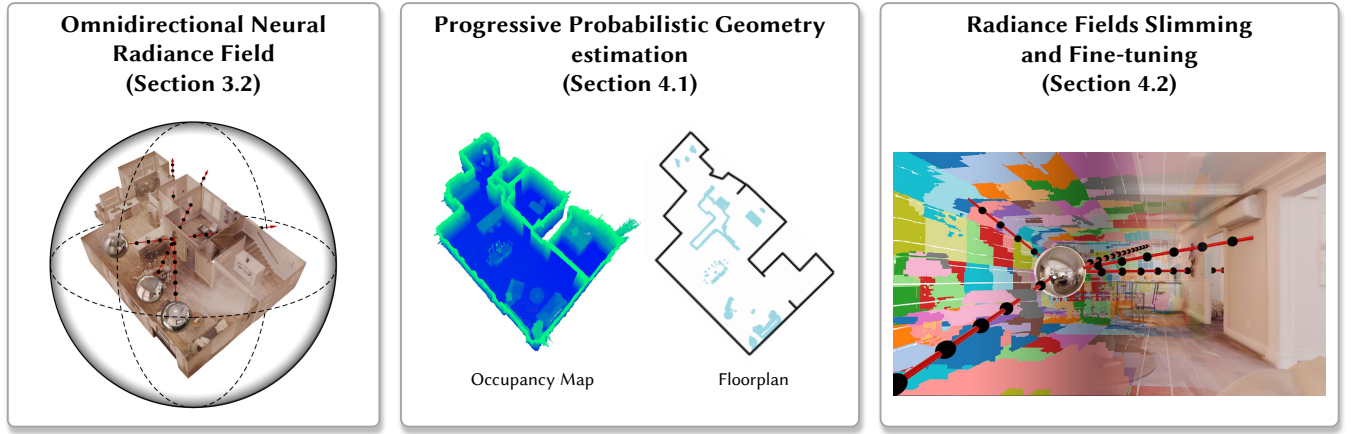 Omnidirectional Neural
Radiance Field
(Section 3.2)
Progressive Probabilistic Geometry
estimation
(Section 4.1)
Occupancy Map
Floorplan
Radiance Fields Slimming
and Fine-tuning
(Section 4.2)